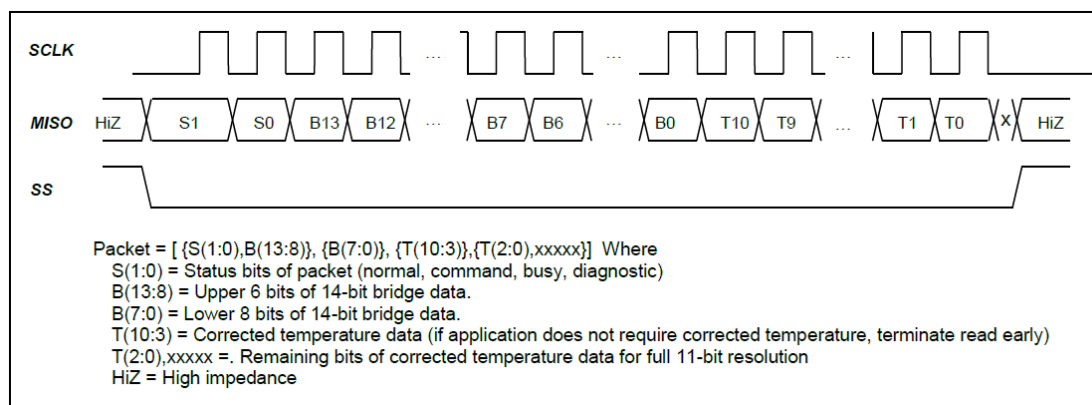 SCLK ... ... ...
MISO HiZ S1 S0 B13 B12 ... B7 B6 ... B0 T10 T9 ... T1 T0 X HiZ
SS
Packet = [ {S(1:0),B(13:8)}, {B(7:0)}, {T(10:3)},{T(2:0),xxxxx}] Where
S(1:0) = Status bits of packet (normal, command, busy, diagnostic)
B(13:8) = Upper 6 bits of 14-bit bridge data.
B(7:0) = Lower 8 bits of 14-bit bridge data.
T(10:3) = Corrected temperature data (if application does not require corrected temperature, terminate read early)
T(2:0),xxxxx =. Remaining bits of corrected temperature data for full 11-bit resolution
HiZ = High impedance